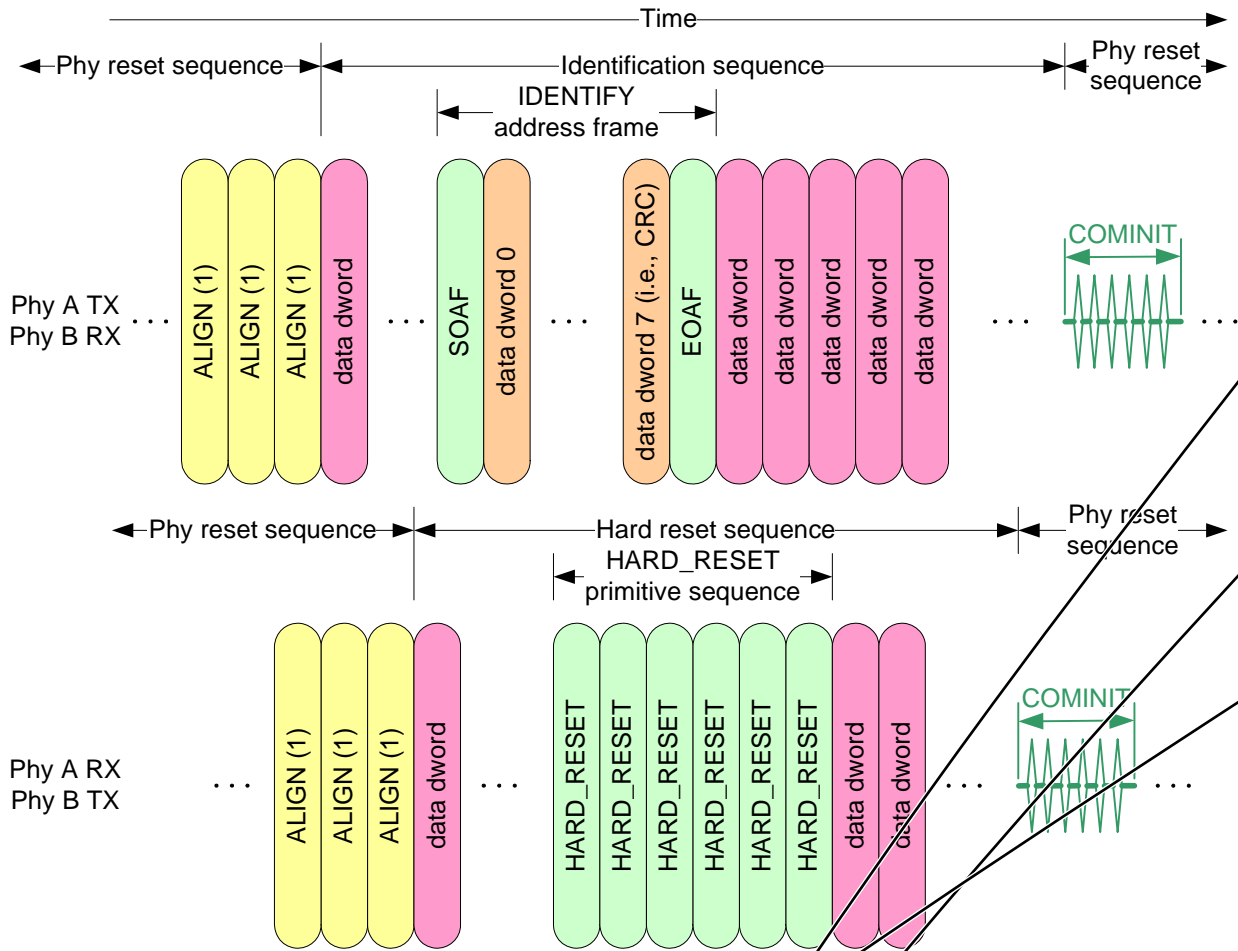 Time
Phy reset sequence
Identification sequence
Phy reset
sequence
IDENTIFY
address frame
Phy A TX
Phy B RX
. . .
ALIGN (1)
ALIGN (1)
ALIGN (1)
data dword
. . .
SOAF
data dword 0
. . .
data dword 7 (i.e., CRC)
EOAF
data dword
data dword
data dword
data dword
data dword
. . .
COMINIT
. . .
Phy reset sequence
Hard reset sequence
Phy reset
sequence
HARD_RESET
primitive sequence
Phy A RX
Phy B TX
. . .
ALIGN (1)
ALIGN (1)
ALIGN (1)
data dword
. . .
HARD_RESET
HARD_RESET
HARD_RESET
HARD_RESET
HARD_RESET
HARD_RESET
data dword
data dword
. . .
COMINIT
. . .